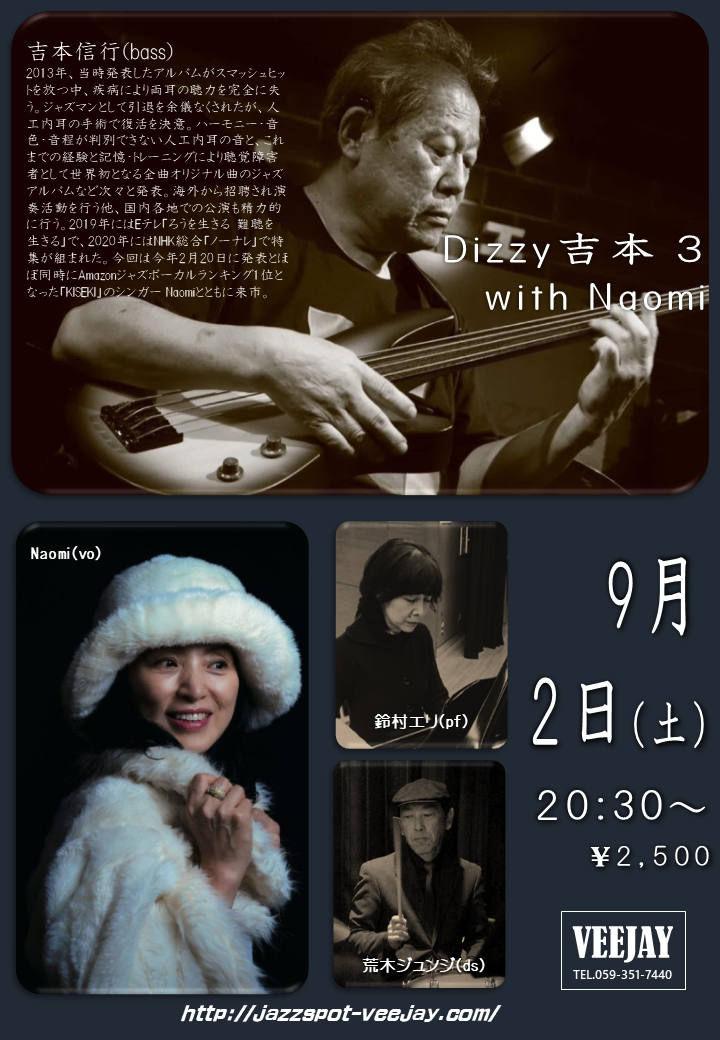 吉本信行(bass)
2013年、当時発表したアルバムがスマッシュヒッ
トを放つ中、疾病により両耳の聴力を完全に失
う。ジャズマンとして引退を余儀なくされたが、人
工内耳の手術で復活を決意。ハーモニー・音
色・音程が判別できない人工内耳の音と、これ
までの経験と記憶・トレーニングにより聴覚障害
者として世界初となる全曲オリジナル曲のジャズ
アルバムなど次々と発表。海外から招聘され演
奏活動を行う他、国内各地での公演も精力的
に行う。2019年にはEテレ｢ろうを生きる 難聴を
生きる｣で、2020年にはNHK総合｢ノーナレ｣で特
集が組まれた。今回は今年2月20日に発表とほ
ぼ同時にAmazonジャズボーカルランキング1位と
なった｢KISEKI｣のシンガー Naomiとともに来市。
Dizzy吉本 3
with Naomi
Naomi(vo)
鈴村エリ(pf)
荒木ジュンジ(ds)
9月
2日(土)
20:30～
¥2,500
VEEJAY
TEL.059-351-7440
http://jazzspot-veejay.com/